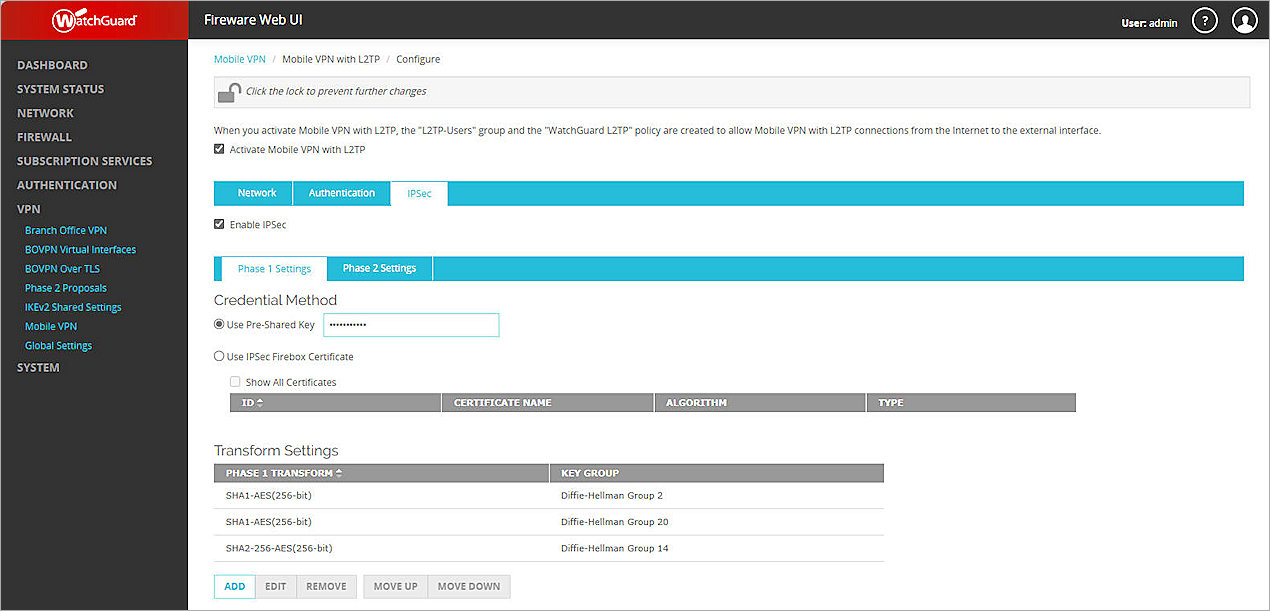 WatchGuard
Fireware Web UI
User: admin
?
DASHBOARD
SYSTEM STATUS
NETWORK
FIREWALL
SUBSCRIPTION SERVICES
AUTHENTICATION
VPN
Branch Office VPN
BOVPN Virtual Interfaces
BOVPN Over TLS
Phase 2 Proposals
IKEv2 Shared Settings
Mobile VPN
Global Settings
SYSTEM
Mobile VPN / Mobile VPN with L2TP / Configure
Click the lock to prevent further changes
When you activate Mobile VPN with L2TP, the "L2TP-Users" group and the "WatchGuard L2TP" policy are created to allow Mobile VPN with L2TP connections from the Internet to the external interface.
Activate Mobile VPN with L2TP
Network Authentication IPSec
Enable IPSec
Phase 1 Settings Phase 2 Settings
Credential Method
Use Pre-Shared Key •••••••••••
Use IPSec Firebox Certificate
Show All Certificates
ID CERTIFICATE NAME ALGORITHM TYPE
Transform Settings
PHASE 1 TRANSFORM KEY GROUP
SHA1-AES(256-bit) Diffie-Hellman Group 2
SHA1-AES(256-bit) Diffie-Hellman Group 20
SHA2-256-AES(256-bit) Diffie-Hellman Group 14
ADD EDIT REMOVE MOVE UP MOVE DOWN